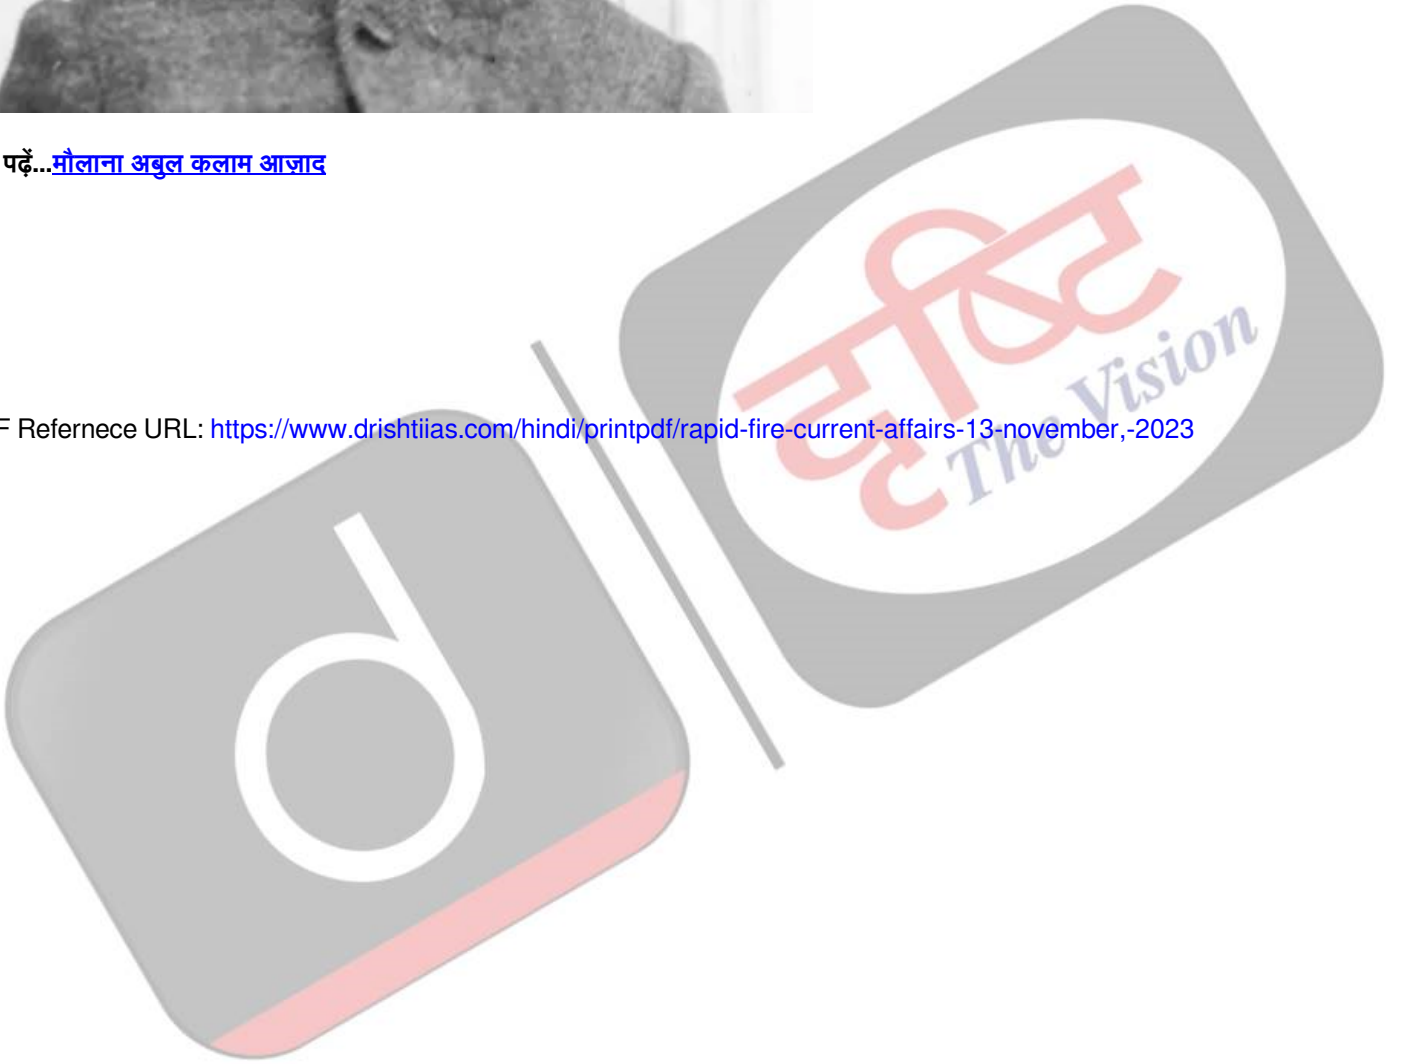 पढ़ें...मौलाना अबुल कलाम आज़ाद
दृष्टि
The Vision
F Refernece URL: https://www.drishtiias.com/hindi/printpdf/rapid-fire-current-affairs-13-november,-2023
d